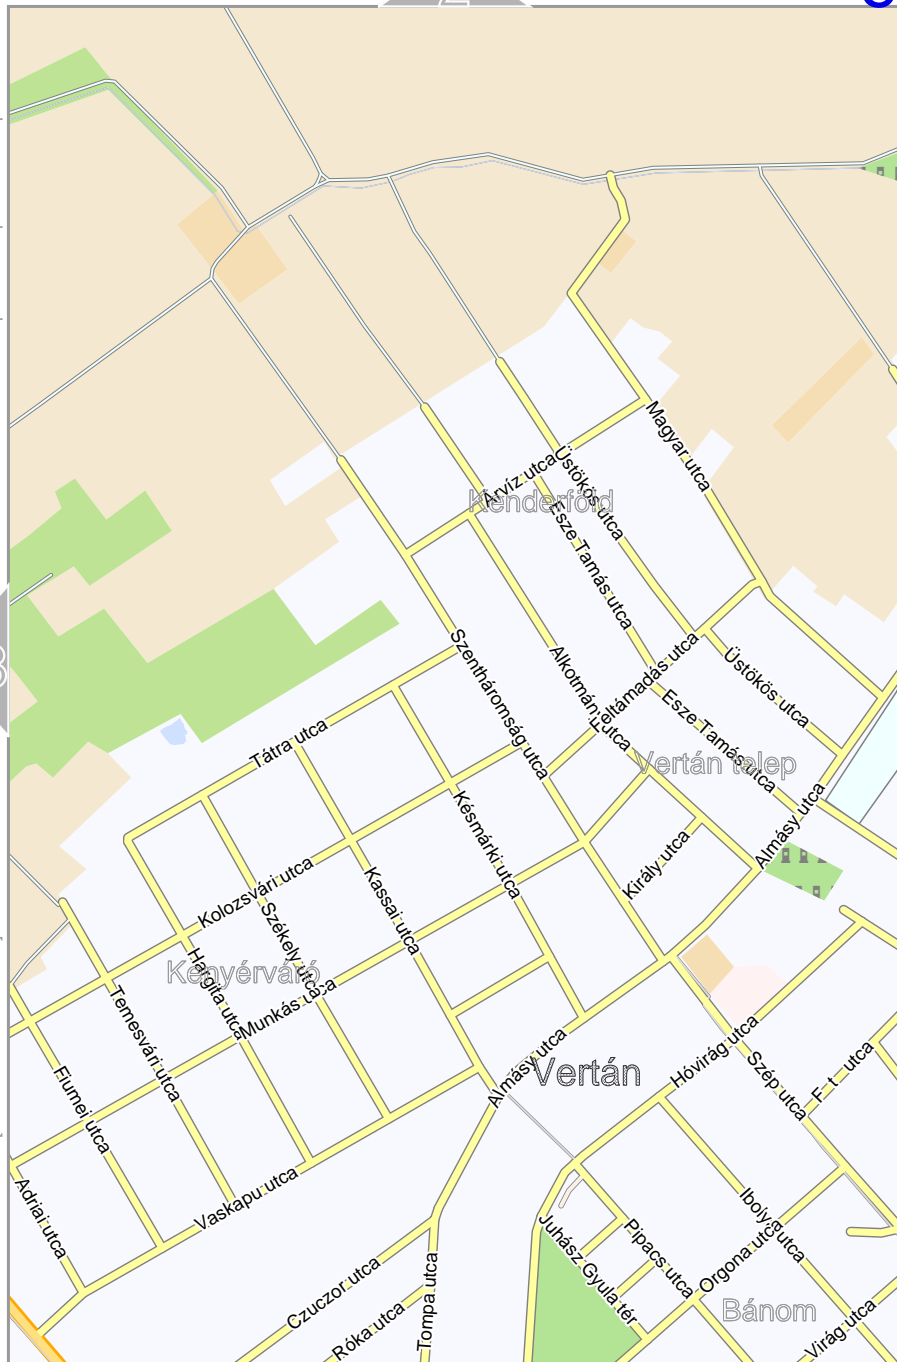 Magyar utca
Árvíz utca
Üstökös utca
Kenderföld
Esze Tamás utca
Szentháromság utca
Alkotmány utca
Feltámadás utca
Üstökös utca
Esze Tamás utca
Tátra utca
Vertán talep
Almásy utca
Késmárki utca
Király utca
Kassai utca
Kolozsvári utca
Székely utca
Hargita utca
Kenyérváró
Munkás utca
Temesvári utca
Almásy utca
Vertán
Hóvirág utca
Szép utca
F. t. utca
Fiumei utca
Adriai utca
Vaskapu utca
Ibolya utca
Juhász Gyula tér
Pipacs utca
Orgona utca
Czuczor utca
Tompa utca
Róka utca
Bánom
Virág utca